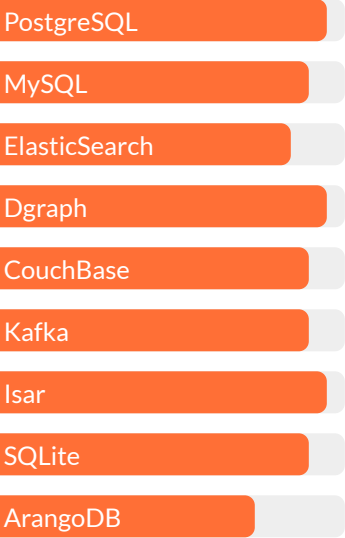 PostgreSQL
MySQL
ElasticSearch
Dgraph
CouchBase
Kafka
Isar
SQLite
ArangoDB